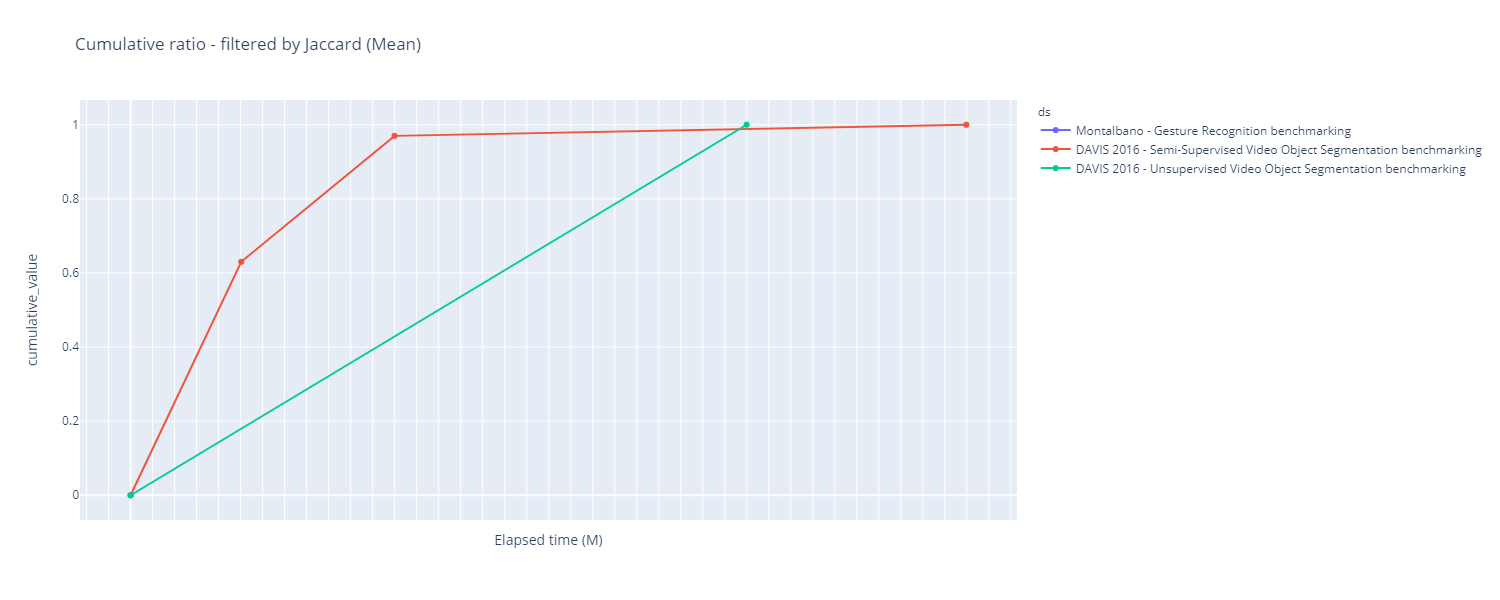 Cumulative ratio - filtered by Jaccard (Mean)
ds
Montalbano - Gesture Recognition benchmarking
DAVIS 2016 - Semi-Supervised Video Object Segmentation benchmarking
DAVIS 2016 - Unsupervised Video Object Segmentation benchmarking
cumulative_value
1
0.8
0.6
0.4
0.2
0
Elapsed time (M)